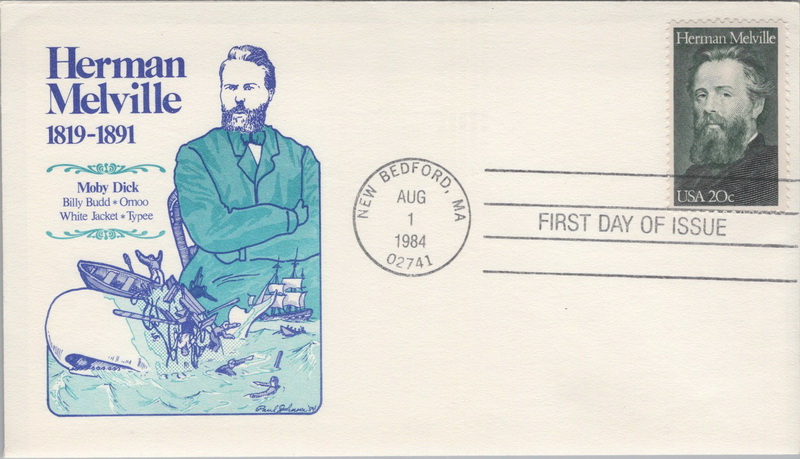 Herman
Melville
1819-1891
Moby Dick
Billy Budd * Omoo
White Jacket * Typee
NEW BEDFORD, MA
AUG
1
1984
02741
FIRST DAY OF ISSUE
Herman Melville
USA 20c